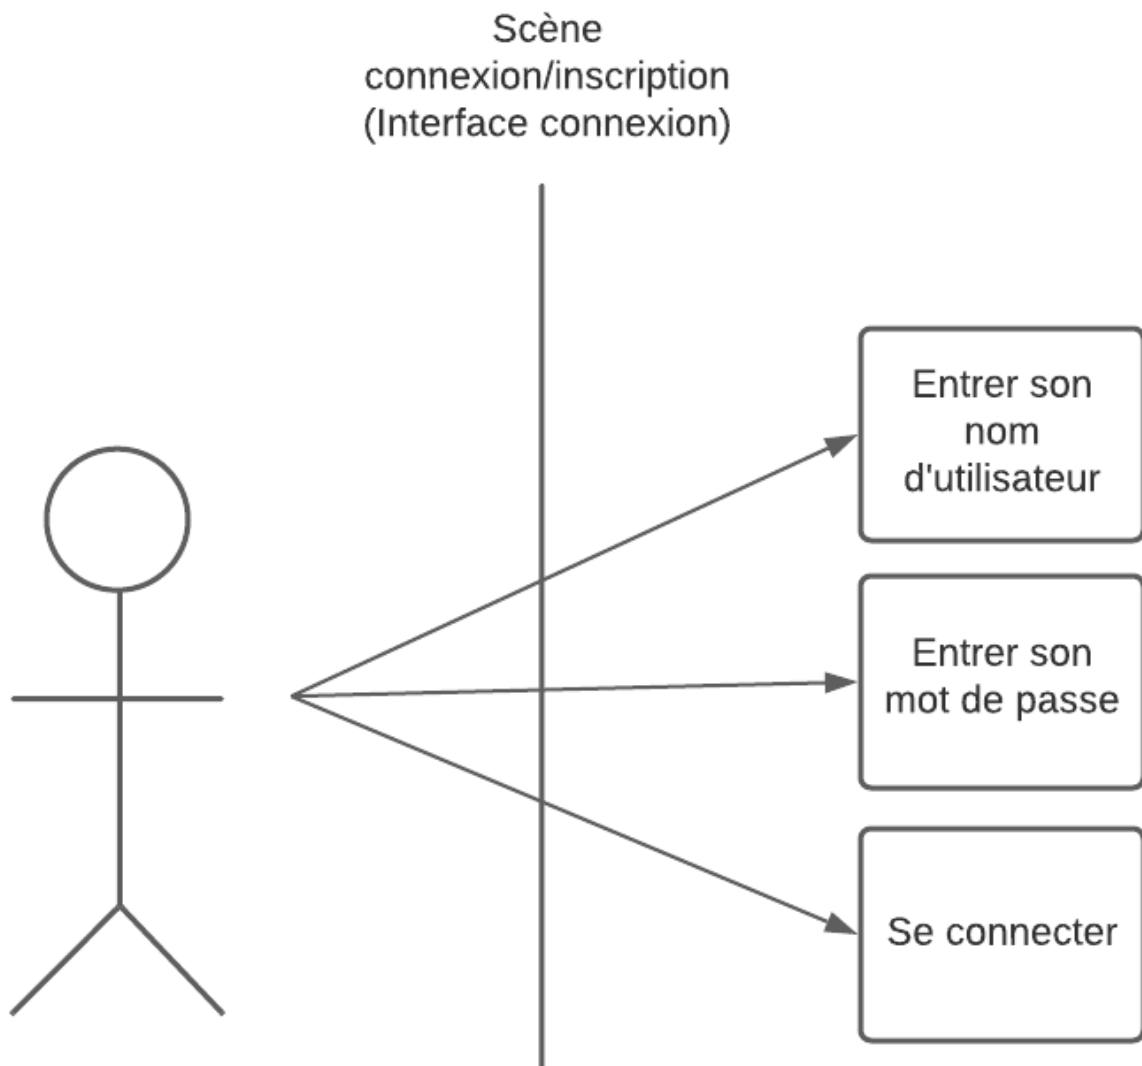 Scène
connexion/inscription
(Interface connexion)
Entrer son
nom
d'utilisateur
Entrer son
mot de passe
Se connecter